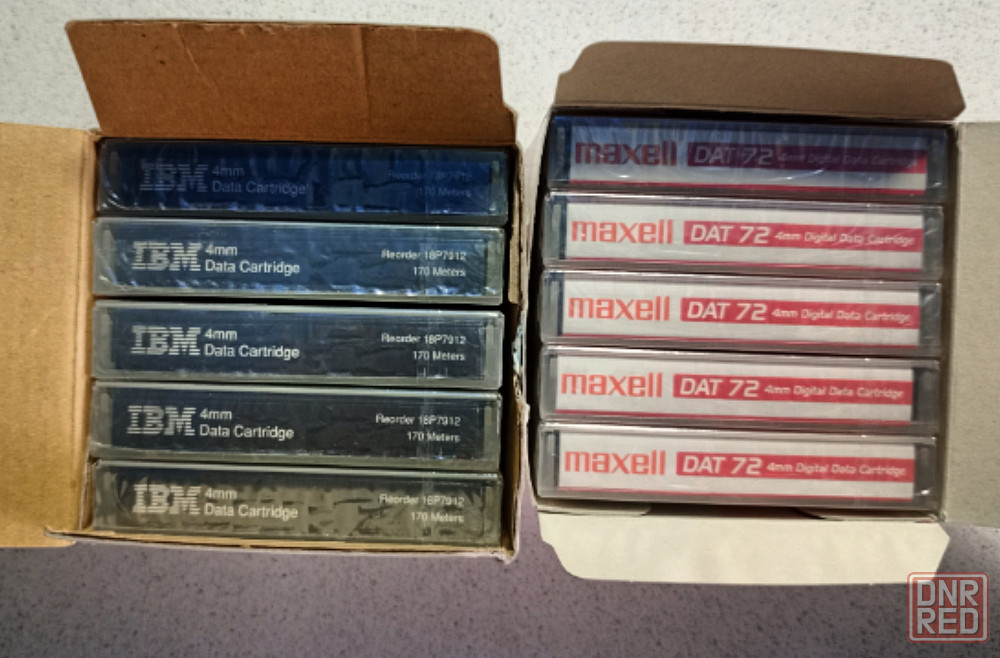 IBM 4mm
Data Cartridge
Reorder 18P7912
170 Meters
IBM 4mm
Data Cartridge
Reorder 18P7912
170 Meters
IBM 4mm
Data Cartridge
Reorder 18P7912
170 Meters
IBM 4mm
Data Cartridge
Reorder 18P7912
170 Meters
IBM 4mm
Data Cartridge
Reorder 18P7912
170 Meters
maxell DAT 72 4mm Digital Data Cartridge
maxell DAT 72 4mm Digital Data Cartridge
maxell DAT 72 4mm Digital Data Cartridge
maxell DAT 72 4mm Digital Data Cartridge
maxell DAT 72 4mm Digital Data Cartridge
DNR
RED